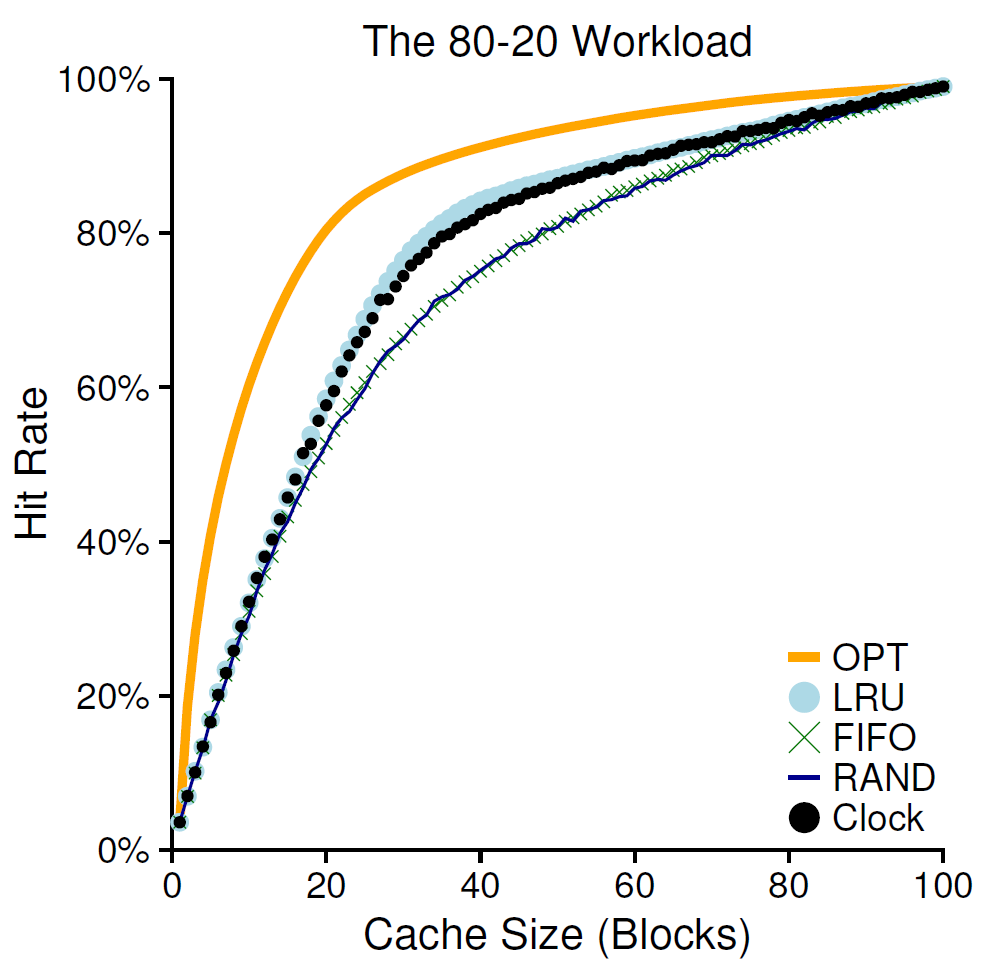 The 80-20 Workload
100%
80%
60%
40%
20%
0%
Hit Rate
0 20 40 60 80 100
Cache Size (Blocks)
OPT
LRU
FIFO
RAND
Clock